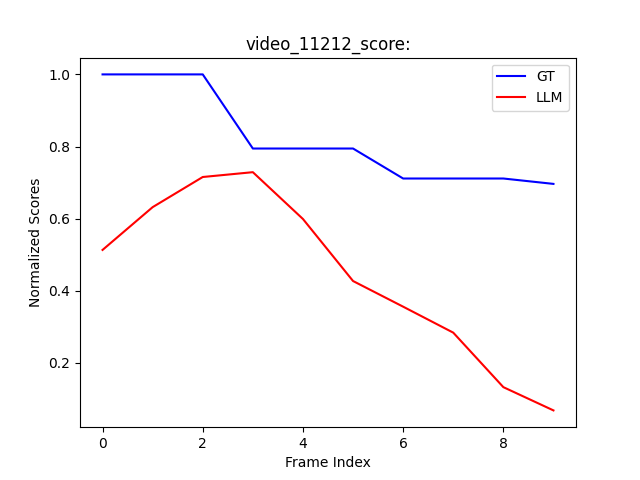 video_11212_score:
GT
LLM
Normalized Scores
1.0
0.8
0.6
0.4
0.2
0 2 4 6 8
Frame Index